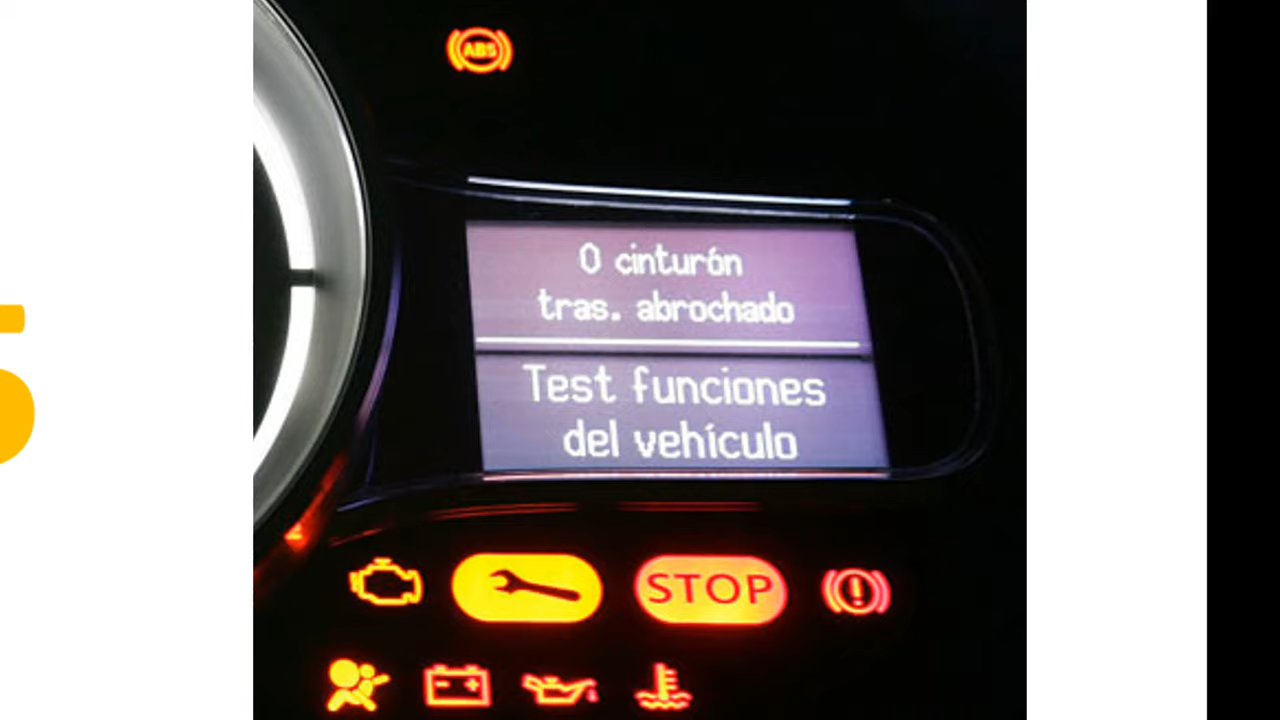 ABS
0 cinturón
tras. abrochado
Test funciones
del vehículo
STOP